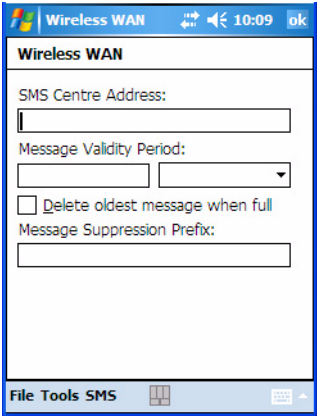 Wireless WAN 10:09 ok
Wireless WAN
SMS Centre Address:
Message Validity Period:
Delete oldest message when full
Message Suppression Prefix:
File Tools SMS